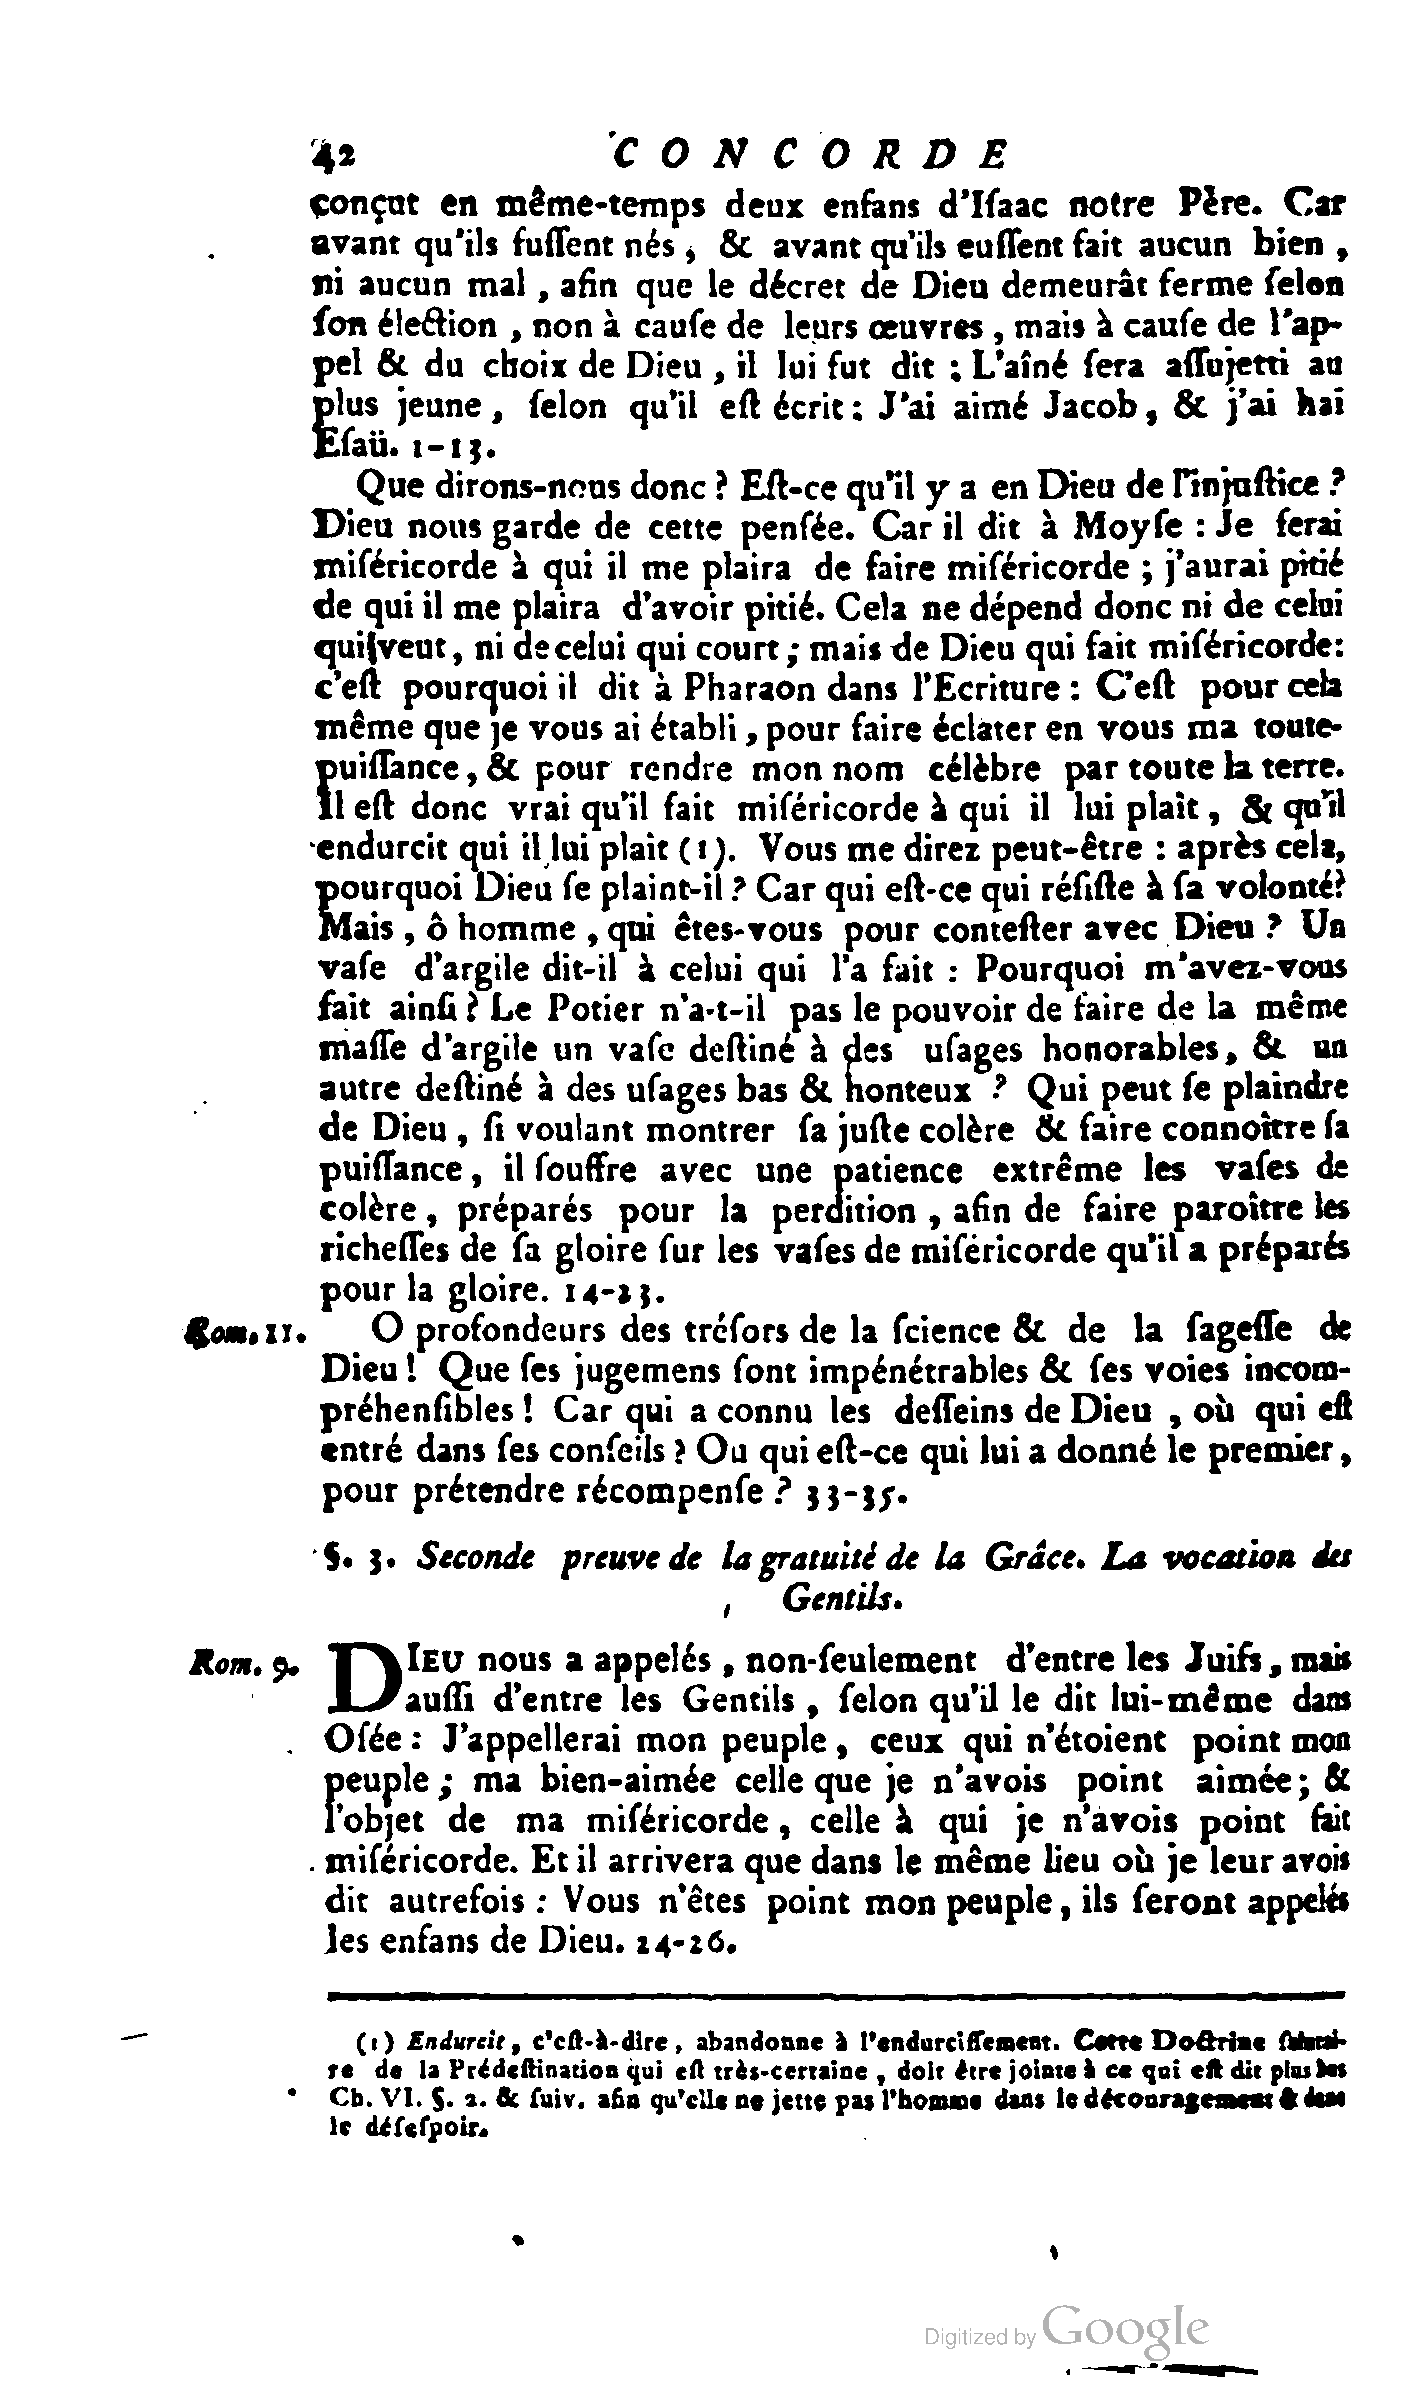 42 CONCORDE
conçut en même-temps deux enfans d'Iſaac notre Père. Car
avant qu'ils fuſſent nés, & avant qu'ils euſſent fait aucun bien,
ni aucun mal, afin que le décret de Dieu demeurât ferme ſelon
ſon élection, non à cauſe de leurs œuvres, mais à cauſe de l'ap-
pel & du choix de Dieu, il lui fut dit ; L'aîné ſera aſſujetti au
plus jeune, ſelon qu'il eſt écrit : J'ai aimé Jacob, & j'ai haï
Eſaü. 1-13.
Que dirons-nous donc ? Eſt-ce qu'il y a en Dieu de l'injuſtice ?
Dieu nous garde de cette penſée. Car il dit à Moyſe : Je ferai
miſéricorde à qui il me plaira de faire miſéricorde ; j'aurai pitié
de qui il me plaira d'avoir pitié. Cela ne dépend donc ni de celui
qui veut, ni de celui qui court ; mais de Dieu qui fait miſéricorde :
c'eſt pourquoi il dit à Pharaon dans l'Ecriture : C'eſt pour cela
même que je vous ai établi, pour faire éclater en vous ma toute-
puiſſance, & pour rendre mon nom célèbre par toute la terre.
Il eſt donc vrai qu'il fait miſéricorde à qui il lui plaît, & qu'il
endurcit qui il lui plaît (1). Vous me direz peut-être : après cela,
pourquoi Dieu ſe plaint-il ? Car qui eſt-ce qui réſiſte à ſa volonté ?
Mais, ô homme, qui êtes-vous pour conteſter avec Dieu ? Un
vaſe d'argile dit-il à celui qui l'a fait : Pourquoi m'avez-vous
fait ainſi ? Le Potier n'a-t-il pas le pouvoir de faire de la même
maſſe d'argile un vaſe deſtiné à des uſages honorables, & un
autre deſtiné à des uſages bas & honteux ? Qui peut ſe plaindre
de Dieu, ſi voulant montrer ſa juſte colère & faire connoître ſa
puiſſance, il ſouffre avec une patience extrême les vaſes de
colère, préparés pour la perdition, afin de faire paroître les
richeſſes de ſa gloire ſur les vaſes de miſéricorde qu'il a préparés
pour la gloire. 14-23.
Rom. 11. O profondeurs des tréſors de la ſcience & de la ſageſſe de
Dieu ! Que ſes jugemens ſont impénétrables & ſes voies incom-
préhenſibles ! Car qui a connu les deſſeins de Dieu, où qui eſt
entré dans ſes conſeils ? Ou qui eſt-ce qui lui a donné le premier,
pour prétendre récompenſe ? 33-35.
§. 3. Seconde preuve de la gratuité de la Grâce. La vocation des
Gentils.
Rom. 9. DIEU nous a appelés, non-ſeulement d'entre les Juifs, mais
auſſi d'entre les Gentils, ſelon qu'il le dit lui-même dans
Oſée : J'appellerai mon peuple, ceux qui n'étoient point mon
peuple ; ma bien-aimée celle que je n'avois point aimée ; &
l'objet de ma miſéricorde, celle à qui je n'avois point fait
miſéricorde. Et il arrivera que dans le même lieu où je leur avois
dit autrefois : Vous n'êtes point mon peuple, ils ſeront appelés
les enfans de Dieu. 24-26.
(1) Endurcit, c'eſt-à-dire, abandonne à l'endurciſſement. Cette Doctrine ſalutai-
re de la Prédeſtination qui eſt très-certaine, doit être jointe à ce qui eſt dit plus bas
Ch. VI. §. 2. & ſuiv. afin qu'elle ne jette pas l'homme dans le découragement & dans
le déſeſpoir.
Digitized by Google